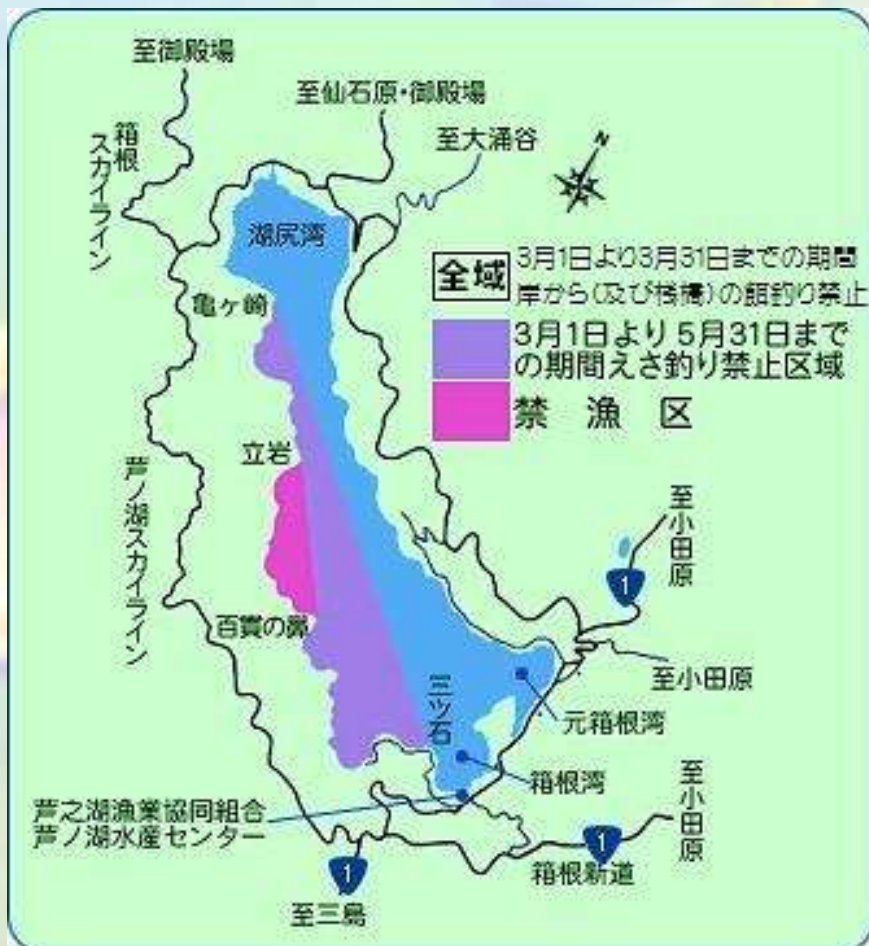 至御殿場
至仙石原・御殿場
至大涌谷
N
箱根
スカイライン
湖尻湾
全域
3月1日より3月31日までの期間
岸から(及び桟橋)の餌釣り禁止
亀ヶ崎
3月1日より5月31日まで
の期間えさ釣り禁止区域
禁漁区
立岩
芦ノ湖スカイライン
至小田原
1
百貫の鼻
至小田原
三ツ石
元箱根湾
箱根湾
至小田原
芦之湖漁業協同組合
芦ノ湖水産センター
1
箱根新道
1
至三島